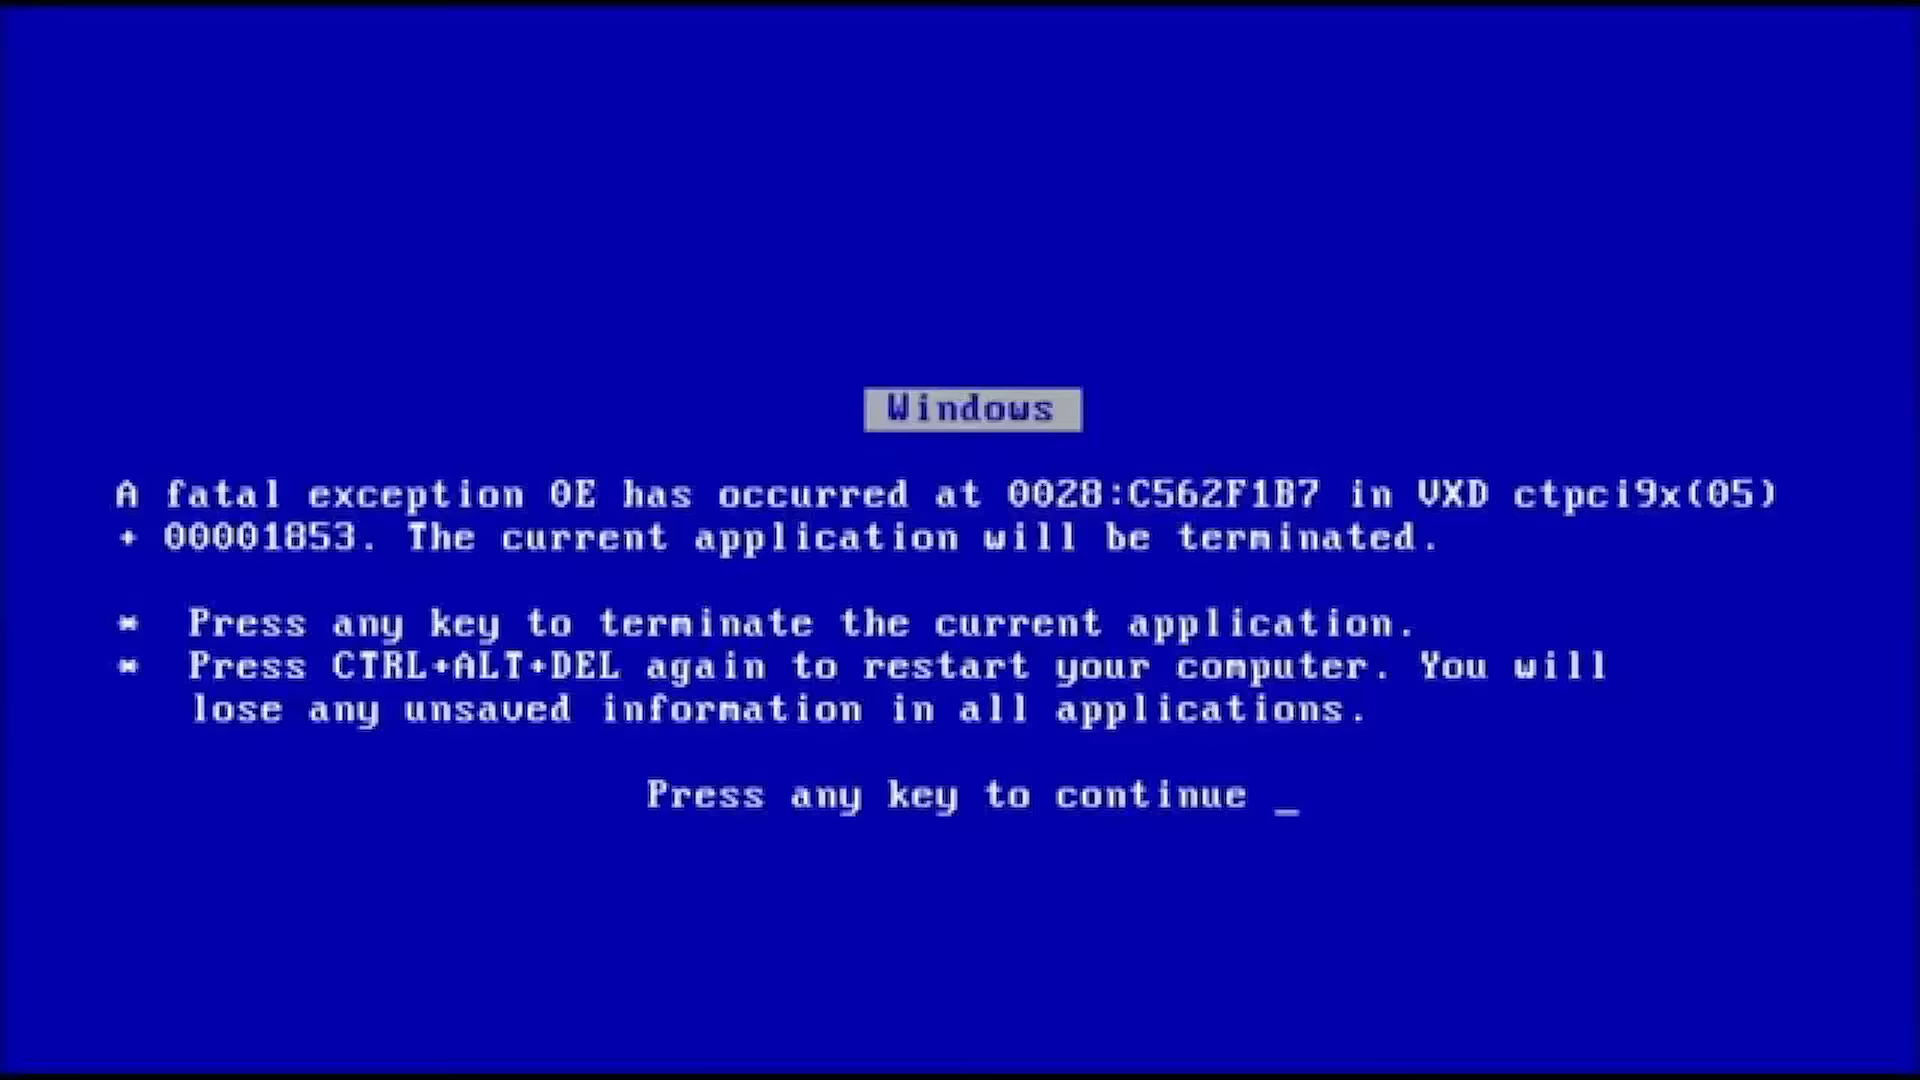 Windows
A fatal exception 0E has occurred at 0028:C562F1B7 in VXD ctpci9x(05)
+ 00001853. The current application will be terminated.
* Press any key to terminate the current application.
* Press CTRL+ALT+DEL again to restart your computer. You will
lose any unsaved information in all applications.
Press any key to continue _